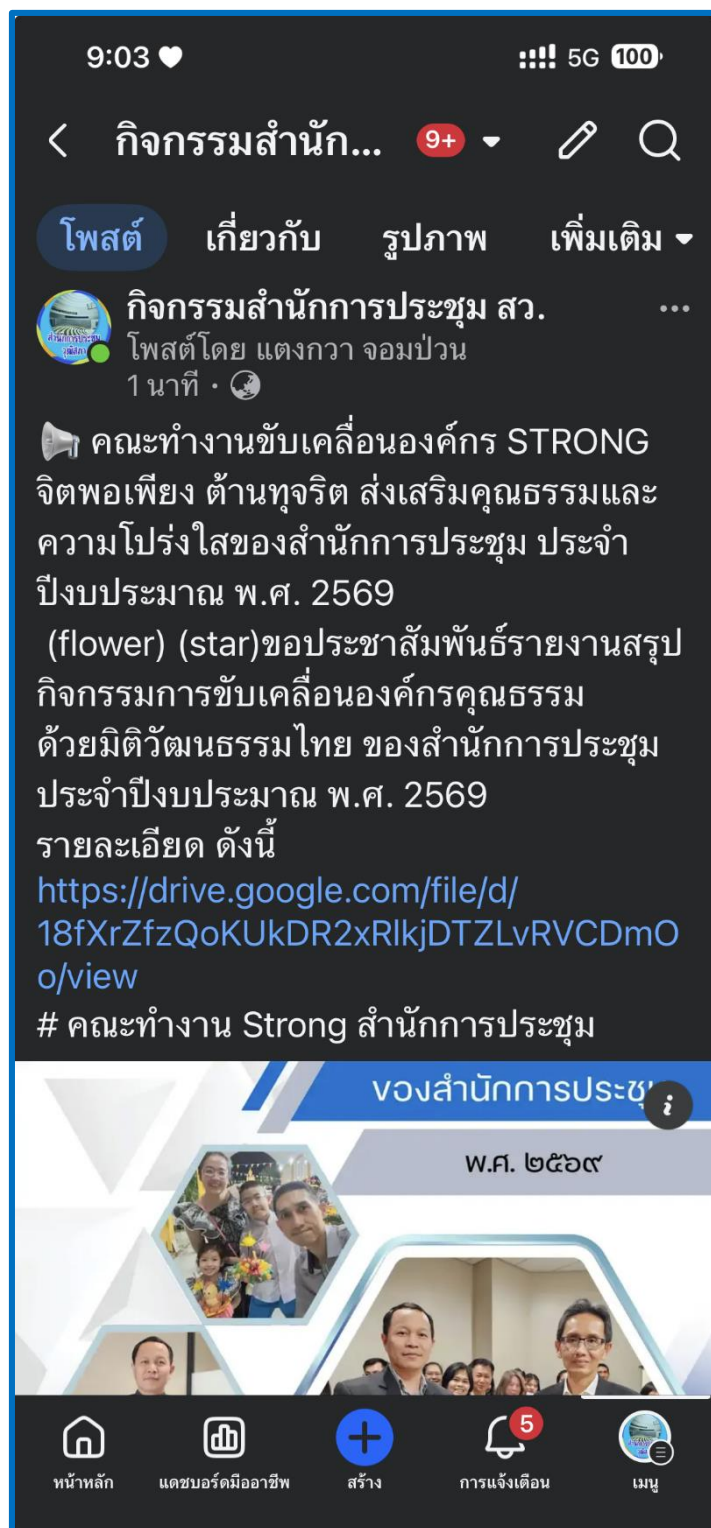 9:03
5G 100
กิจกรรมสำนัก... 9+
โพสต์ เกี่ยวกับ รูปภาพ เพิ่มเติม
กิจกรรมสำนักการประชุม สว.
โพสต์โดย แตงกวา จอมป่วน
1 นาที ·
คณะทำงานขับเคลื่อนองค์กร STRONG
จิตพอเพียง ต้านทุจริต ส่งเสริมคุณธรรมและ
ความโปร่งใสของสำนักการประชุม ประจำ
ปีงบประมาณ พ.ศ. 2569
(flower) (star)ขอประชาสัมพันธ์รายงานสรุป
กิจกรรมการขับเคลื่อนองค์กรคุณธรรม
ด้วยมิติวัฒนธรรมไทย ของสำนักการประชุม
ประจำปีงบประมาณ พ.ศ. 2569
รายละเอียด ดังนี้
https://drive.google.com/file/d/
18fXrZfzQoKUkDR2xRlkjDTZLvRVCDmO
o/view
# คณะทำงาน Strong สำนักการประชุม
ของสำนักการประชุม
พ.ศ. ๒๕๖๙
5
หน้าหลัก แดชบอร์ดมืออาชีพ สร้าง การแจ้งเตือน เมนู